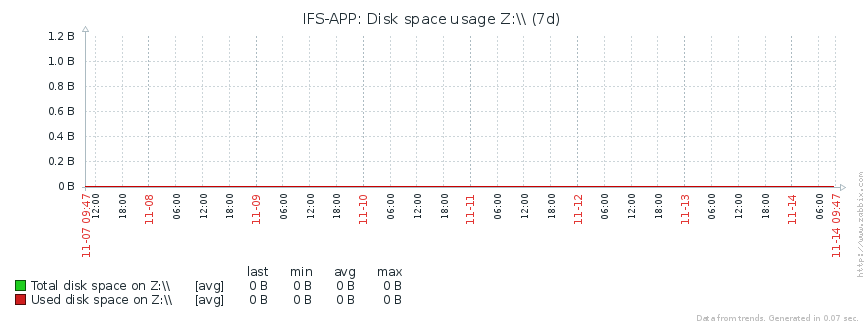 IFS-APP: Disk space usage Z:\\ (7d)
1.2 B
1.0 B
0.8 B
0.6 B
0.4 B
0.2 B
0 B
11-07 09:47 12:00 18:00 11-08 06:00 12:00 18:00 11-09 06:00 12:00 18:00 11-10 06:00 12:00 18:00 11-11 06:00 12:00 18:00 11-12 06:00 12:00 18:00 11-13 06:00 12:00 18:00 11-14 06:00 11-14 09:47
last min avg max
Total disk space on Z:\\ [avg] 0 B 0 B 0 B 0 B
Used disk space on Z:\\ [avg] 0 B 0 B 0 B 0 B
http://www.zabbix.com
Data from trends. Generated in 0.07 sec.